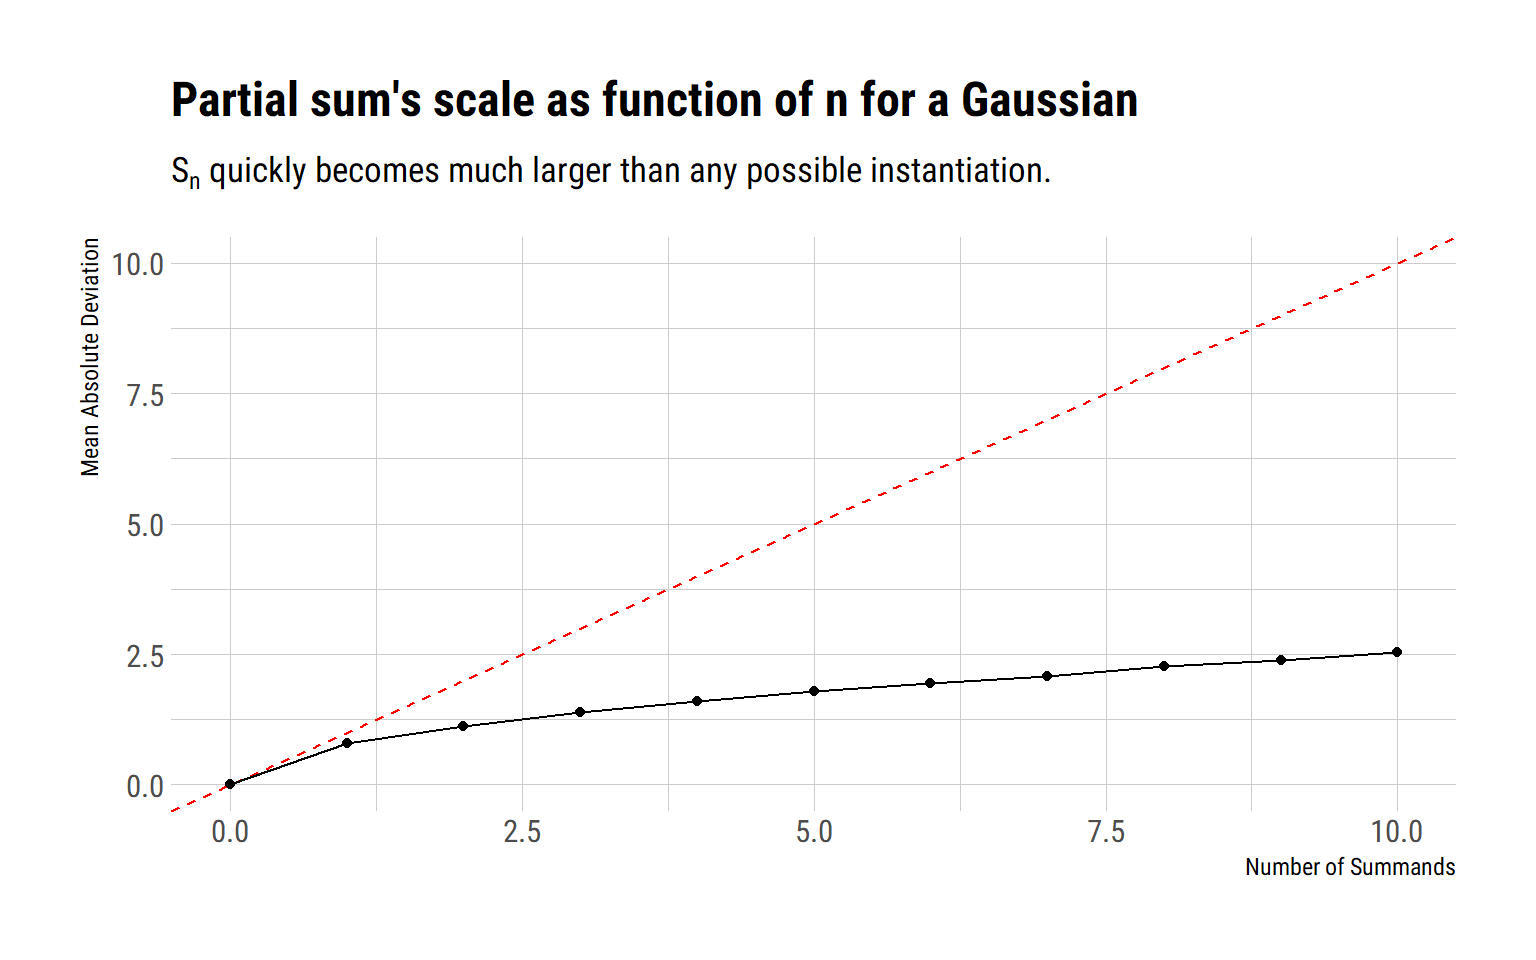 Partial sum's scale as function of n for a Gaussian
Sn quickly becomes much larger than any possible instantiation.
Mean Absolute Deviation
10.0
7.5
5.0
2.5
0.0
0.0 2.5 5.0 7.5 10.0
Number of Summands